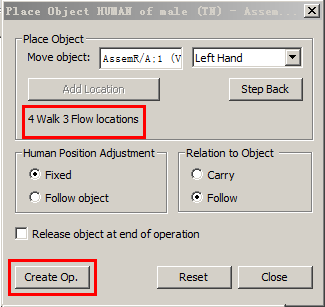 Place Object HUMAN of male (TN) - Assem...
Place Object
Move object: AssemR/A;1 (V Left Hand
Add Location Step Back
4 Walk 3 Flow locations
Human Position Adjustment Relation to Object
Fixed Carry
Follow object Follow
Release object at end of operation
Create Op. Reset Close